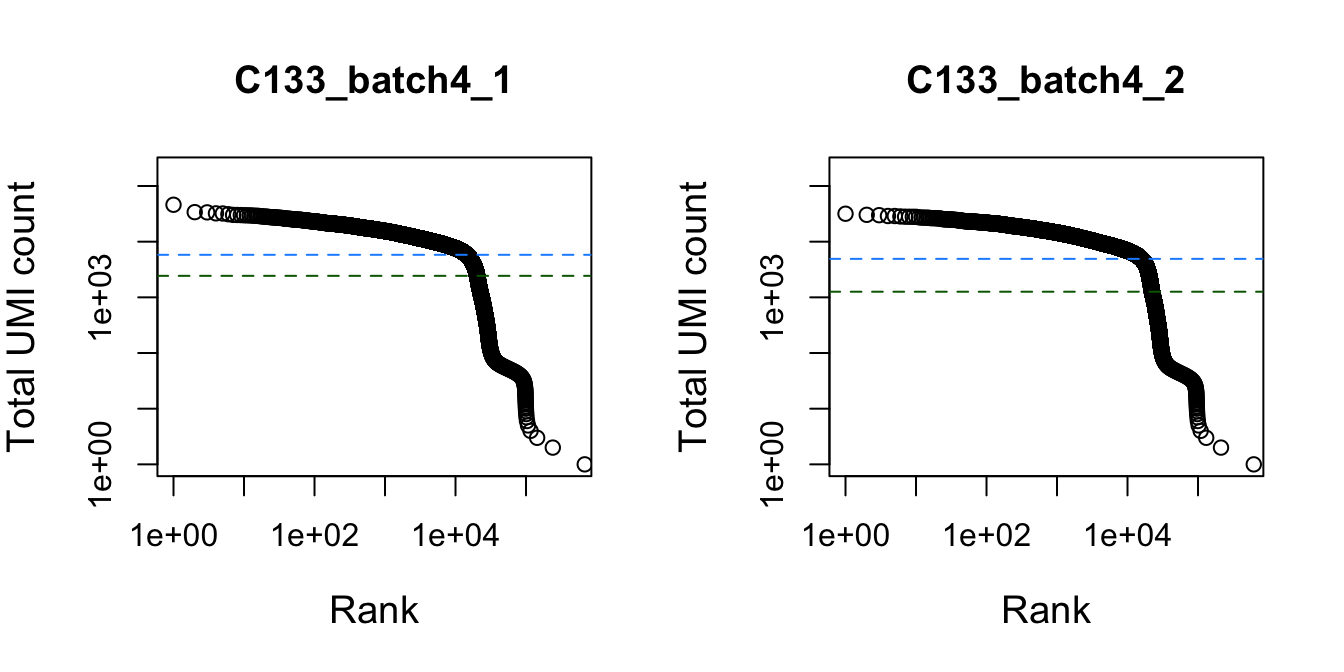 C133_batch4_1
Total UMI count
1e+03
1e+00
1e+00 1e+02 1e+04
Rank
C133_batch4_2
Total UMI count
1e+03
1e+00
1e+00 1e+02 1e+04
Rank